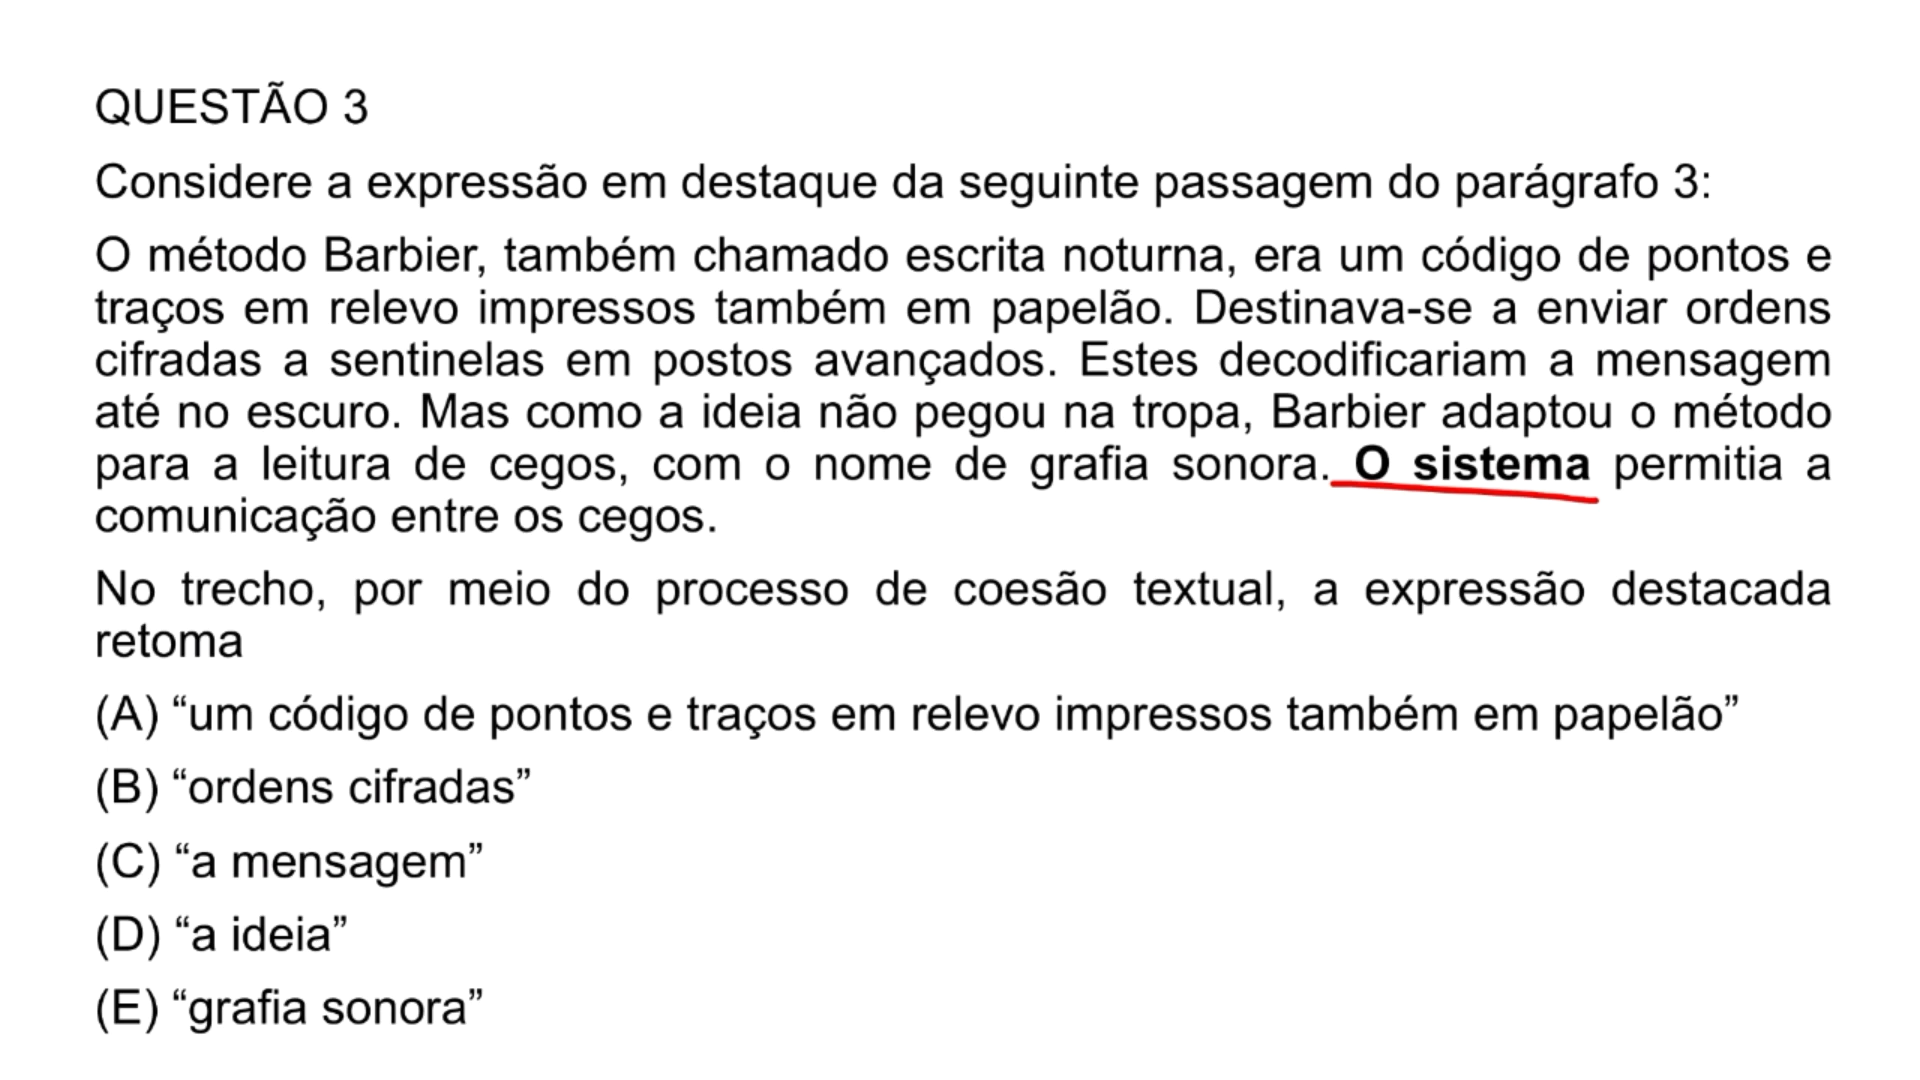 QUESTÃO 3
Considere a expressão em destaque da seguinte passagem do parágrafo 3:
O método Barbier, também chamado escrita noturna, era um código de pontos e
traços em relevo impressos também em papelão. Destinava-se a enviar ordens
cifradas a sentinelas em postos avançados. Estes decodificariam a mensagem
até no escuro. Mas como a ideia não pegou na tropa, Barbier adaptou o método
para a leitura de cegos, com o nome de grafia sonora. O sistema permitia a
comunicação entre os cegos.
No trecho, por meio do processo de coesão textual, a expressão destacada
retoma
(A) “um código de pontos e traços em relevo impressos também em papelão”
(B) “ordens cifradas”
(C) “a mensagem”
(D) “a ideia”
(E) “grafia sonora”